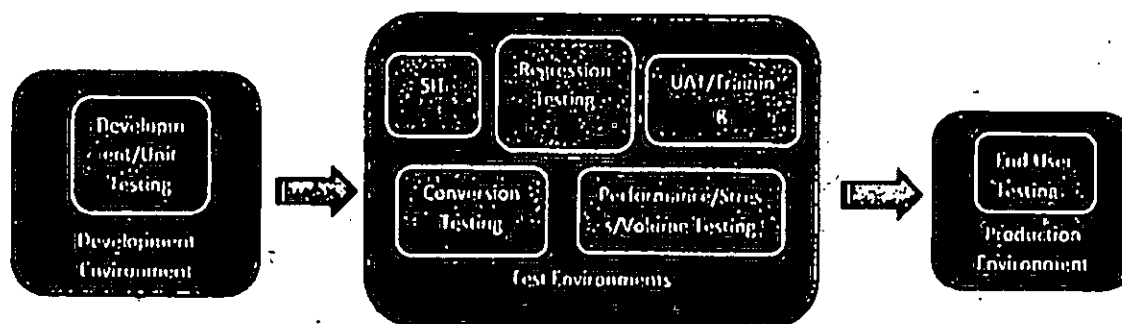 Developm
ent/Unit
Testing
Development
Environment
SIT
Regression
Testing
UAT/Trainin
g
Conversion
Testing
Performance/Stres
s/Volume Testing
Test Environments
End User
Testing
Production
Environment